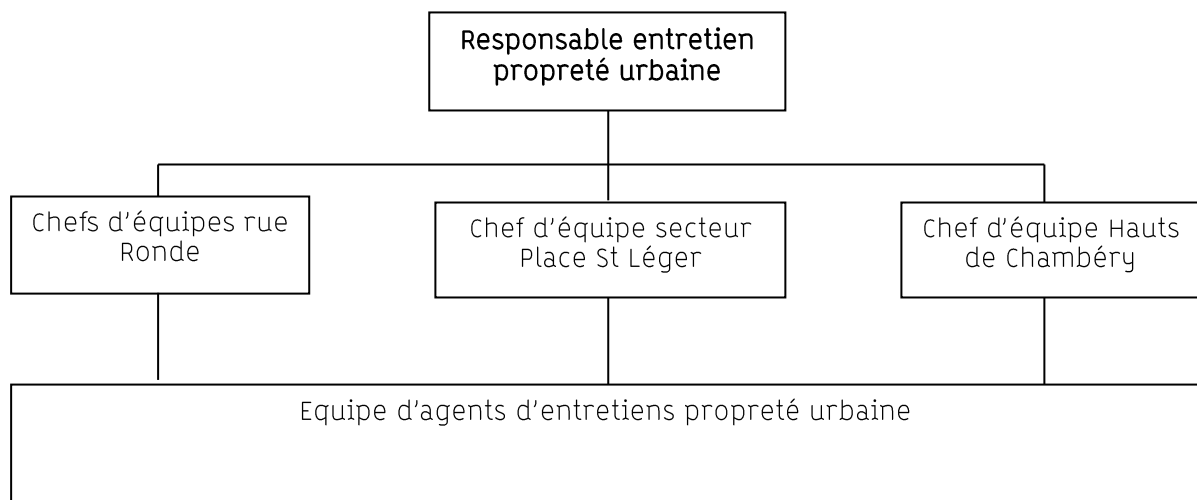 Responsable entretien
propreté urbaine
Chefs d'équipes rue
Ronde
Chef d'équipe secteur
Place St Léger
Chef d'équipe Hauts
de Chambéry
Equipe d'agents d'entretiens propreté urbaine